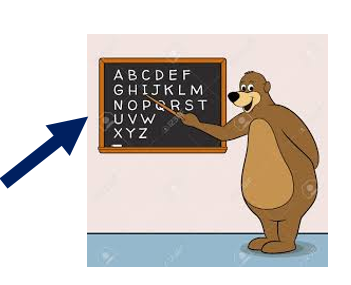 ABCDEF
GHIJKLM
NOPQRST
UVW
XYZ